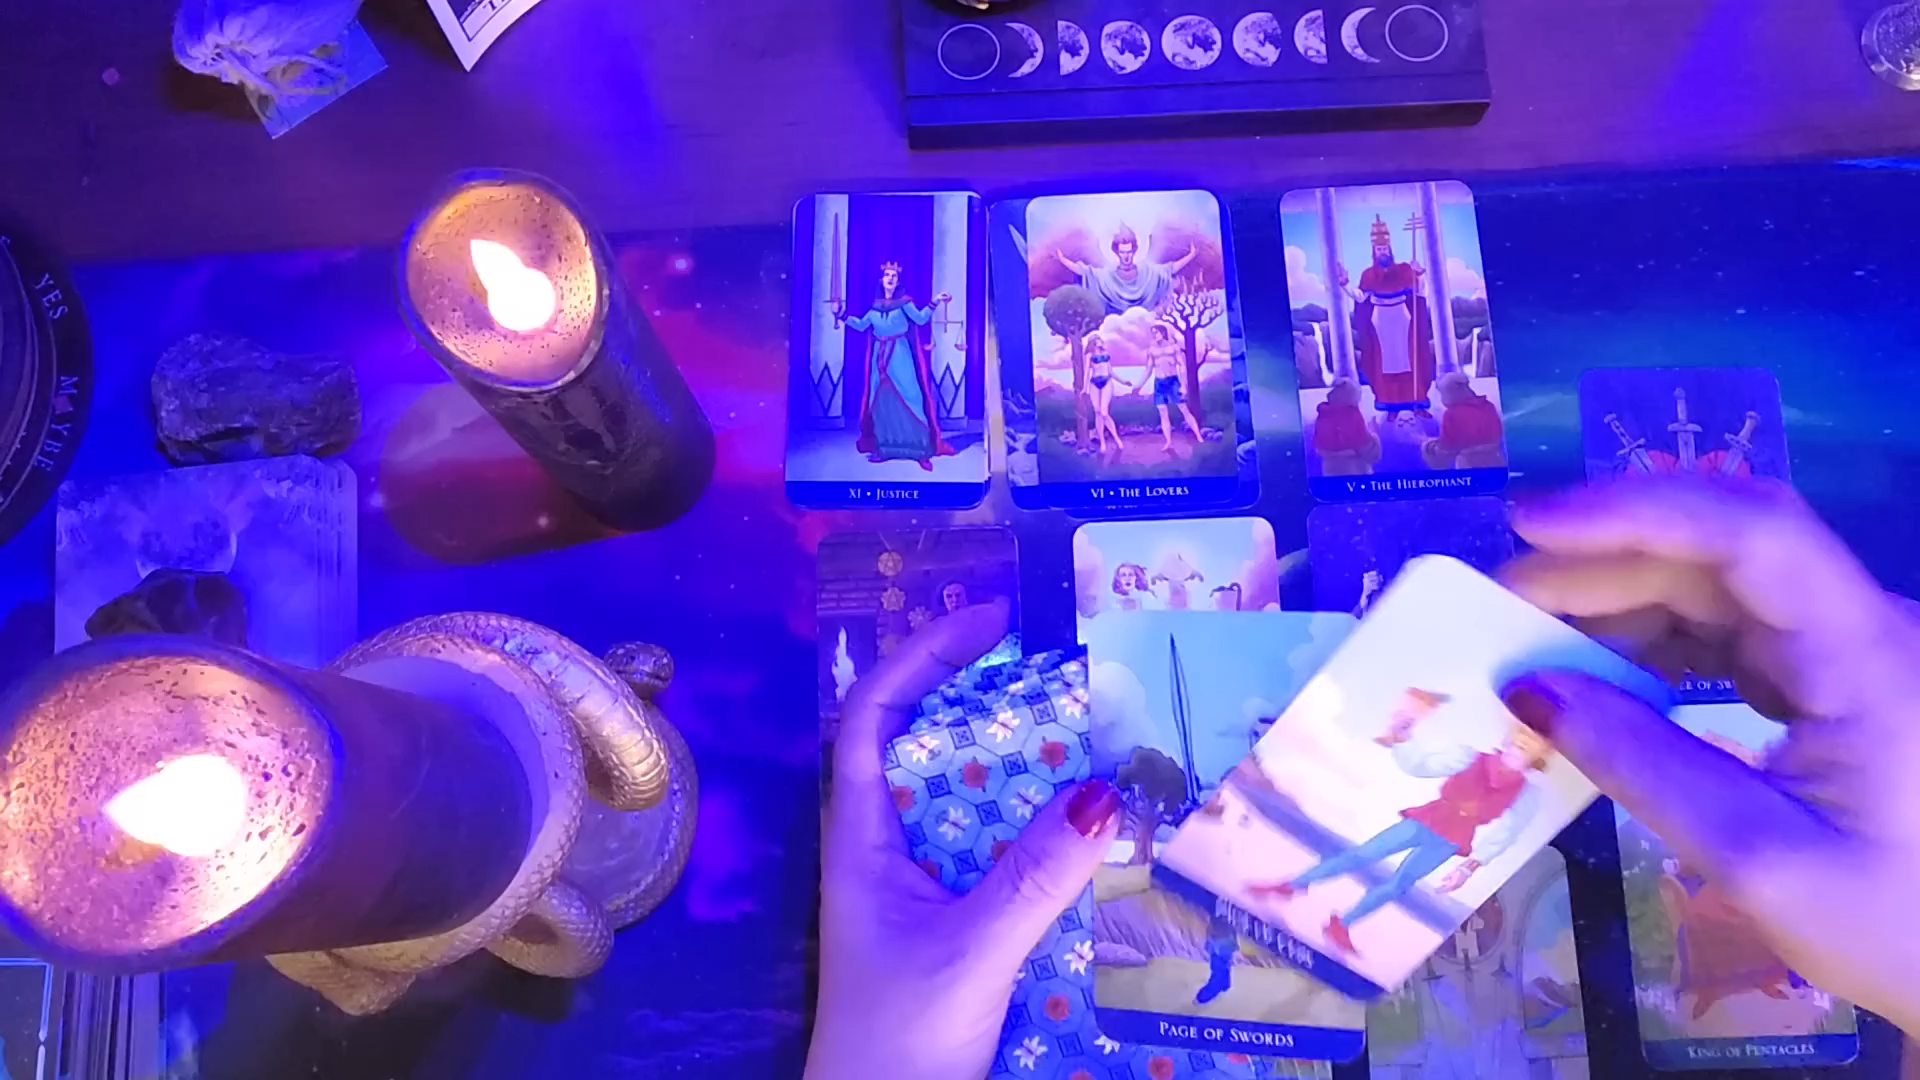 YES
MAYBE
XI • JUSTICE
VI • THE LOVERS
V • THE HIEROPHANT
PAGE OF SWORDS
KING OF PENTACLES